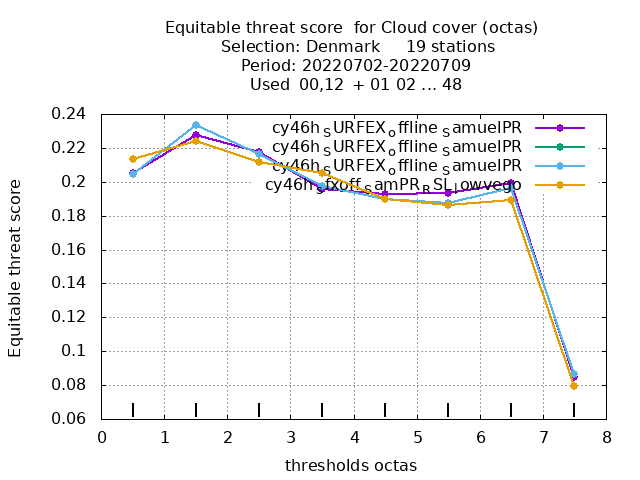 Equitable threat score  for Cloud cover (octas)
Selection: Denmark     19 stations
Period: 20220702-20220709
Used  00,12  + 01 02 ... 48
cy46h_SURFEX_offline_SamuelPR
cy46h_SURFEX_offline_SamuelPR
cy46h_SURFEX_offline_SamuelPR
cy46h_Sfxoff_SamPR_RSL_lowvego
0.24
0.22
0.2
0.18
0.16
0.14
0.12
0.1
0.08
0.06
Equitable threat score
0 1 2 3 4 5 6 7 8
thresholds octas